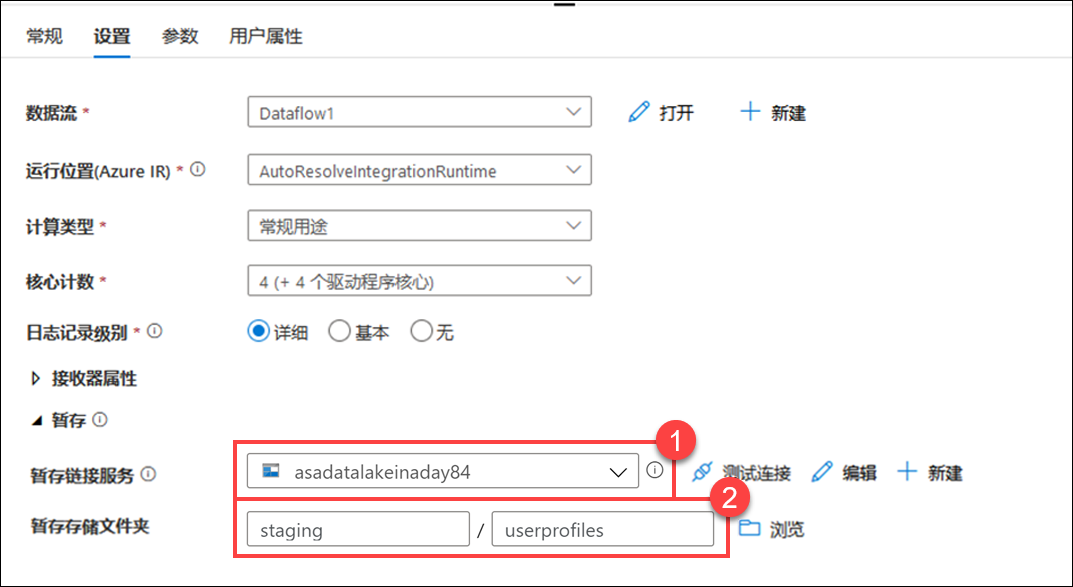 常规 设置 参数 用户属性
数据流 * Dataflow1 打开 新建
运行位置(Azure IR) * AutoResolveIntegrationRuntime
计算类型 * 常规用途
核心计数 * 4 (+ 4 个驱动程序核心)
日志记录级别 * 详细 基本 无
接收器属性
暂存
1
暂存链接服务 asadatalakeinaday84 测试连接 编辑 新建
2
暂存存储文件夹 staging / userprofiles 浏览